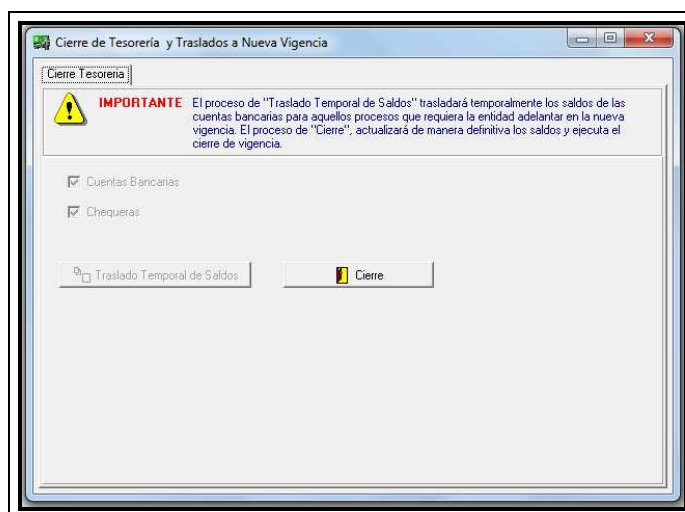 Cierre de Tesorería y Traslados a Nueva Vigencia
Cierre Tesoreria
IMPORTANTE El proceso de "Traslado Temporal de Saldos" trasladará temporalmente los saldos de las
cuentas bancarias para aquellos procesos que requiera la entidad adelantar en la nueva
vigencia. El proceso de "Cierre", actualizará de manera definitiva los saldos y ejecuta el
cierre de vigencia.
Cuentas Bancarias
Chequeras
Traslado Temporal de Saldos Cierre